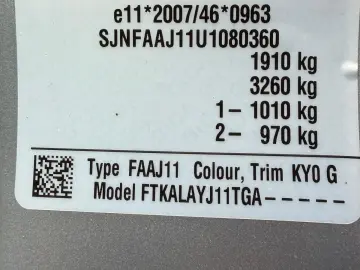 e11*2007/46*0963
SJNFAAJ11U1080360
1910 kg
3260 kg
1– 1010 kg
2– 970 kg
Type FAAJ11 Colour, Trim KY0 G
Model FTKALAYJ11TGA– – – – –